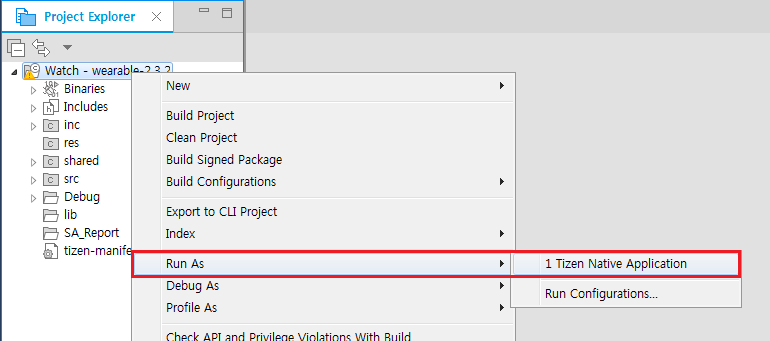 Project Explorer
Watch - wearable-2.3.2
Binaries
Includes
inc
res
shared
src
Debug
lib
SA_Report
tizen-manife
New
Build Project
Clean Project
Build Signed Package
Build Configurations
Export to CLI Project
Index
Run As
Debug As
Profile As
Check API and Privilege Violations With Build
1 Tizen Native Application
Run Configurations...